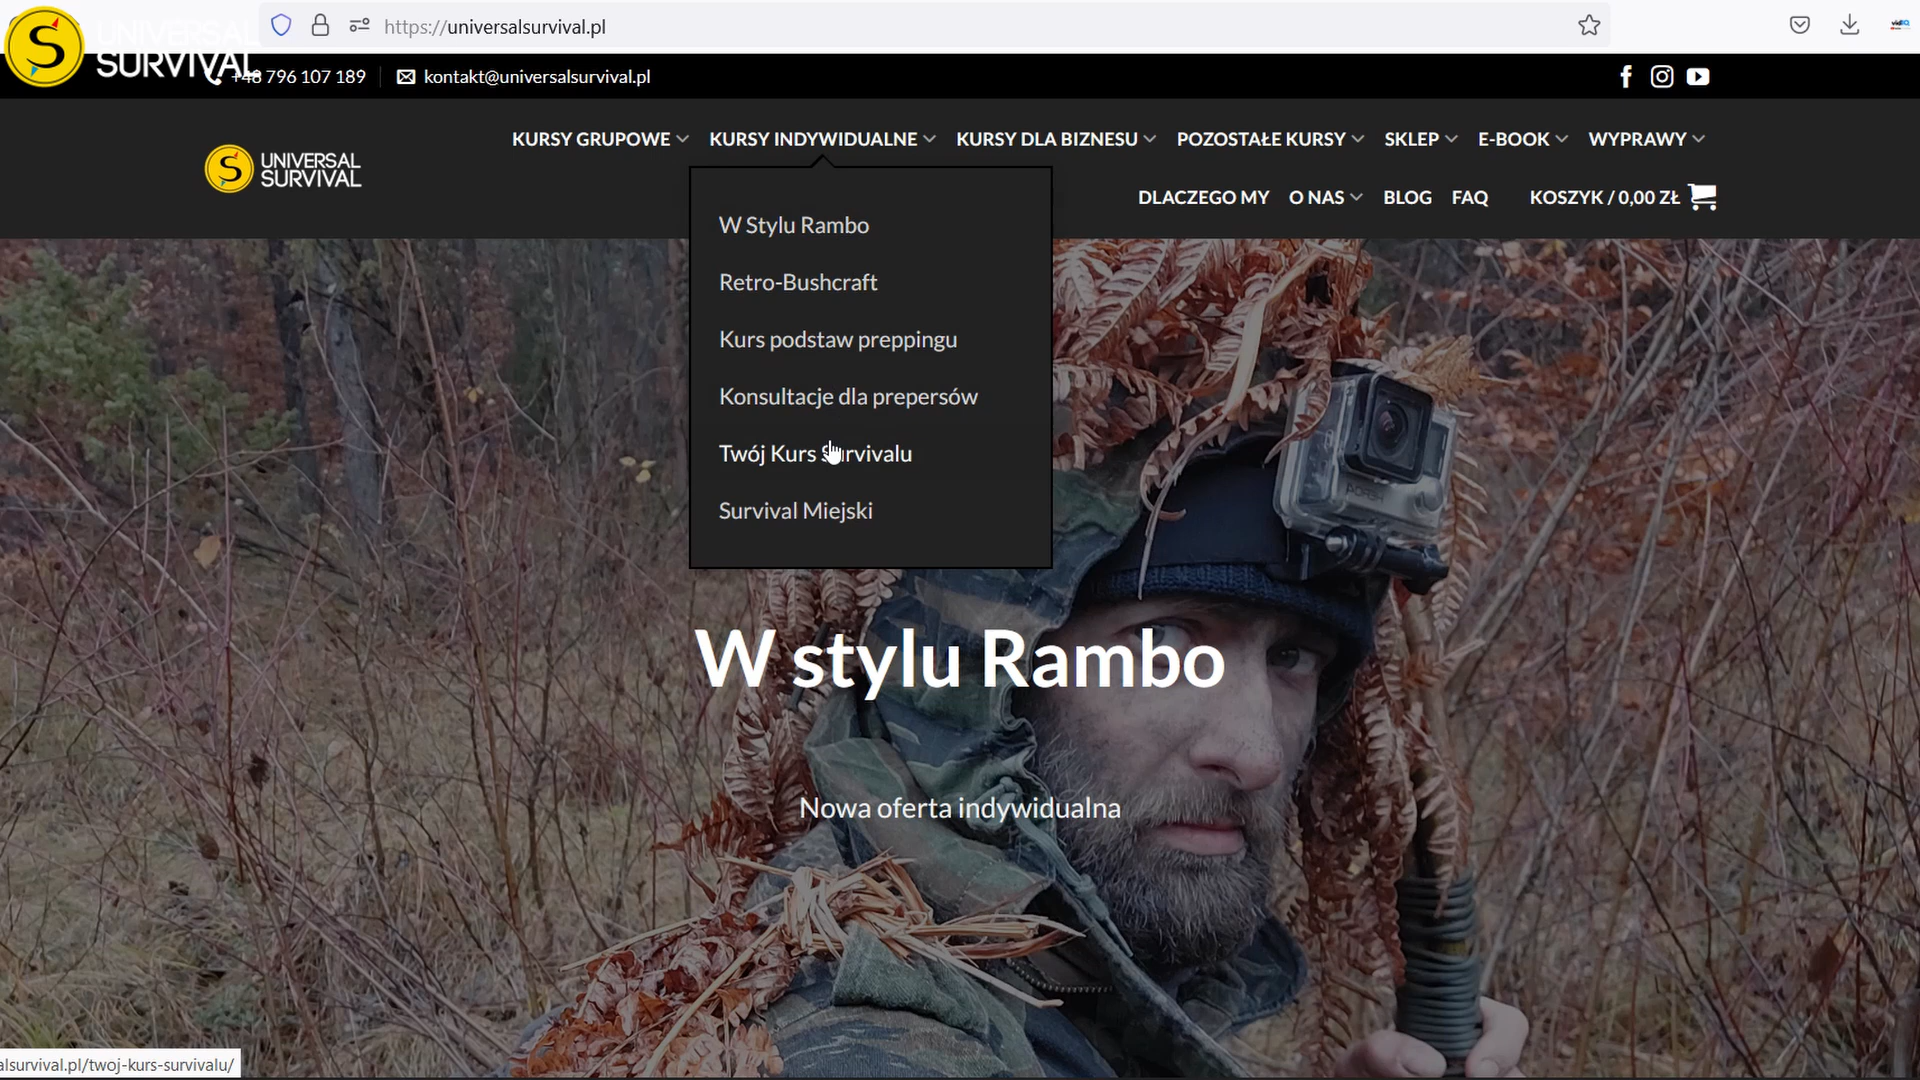 UNIVERSAL
SURVIVAL
https://universalsurvival.pl
+48 796 107 189
kontakt@universalsurvival.pl
UNIVERSAL
SURVIVAL
KURSY GRUPOWE
KURSY INDYWIDUALNE
KURSY DLA BIZNESU
POZOSTAŁE KURSY
SKLEP
E-BOOK
WYPRAWY
DLACZEGO MY
O NAS
BLOG
FAQ
KOSZYK / 0,00 ZŁ
W Stylu Rambo
Retro-Bushcraft
Kurs podstaw preppingu
Konsultacje dla prepersów
Twój Kurs Survivalu
Survival Miejski
W stylu Rambo
Nowa oferta indywidualna
alsurvival.pl/twoj-kurs-survivalu/